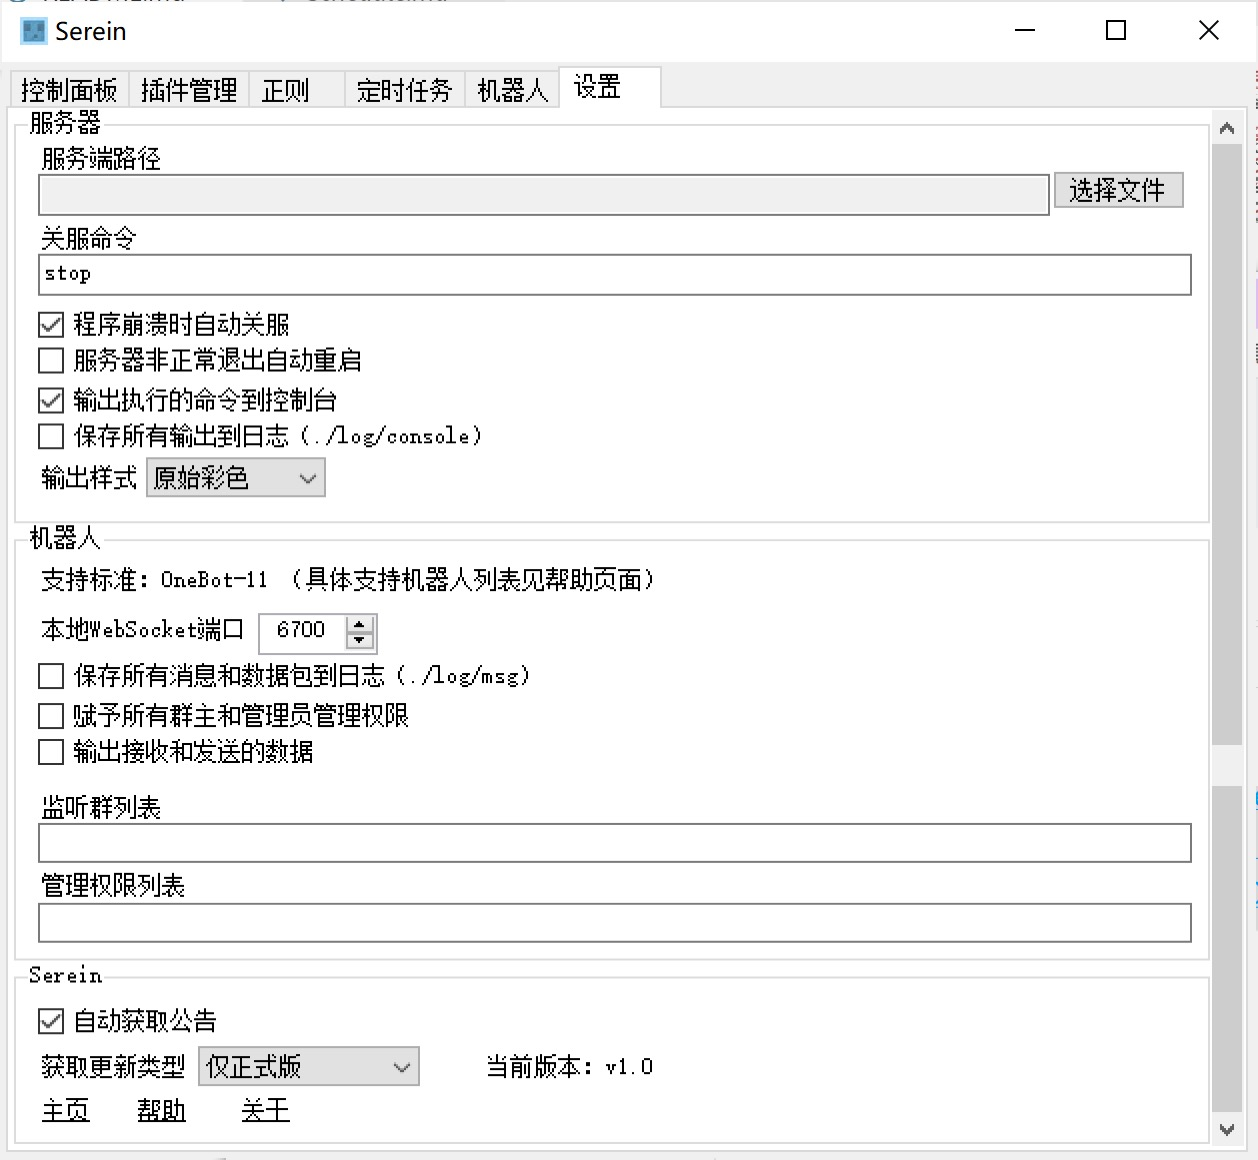 Serein
控制面板 插件管理 正则 定时任务 机器人 设置
服务器
服务端路径
选择文件
关服命令
stop
程序崩溃时自动关服
服务器非正常退出自动重启
输出执行的命令到控制台
保存所有输出到日志（./log/console）
输出样式 原始彩色
机器人
支持标准：OneBot-11 （具体支持机器人列表见帮助页面）
本地WebSocket端口 6700
保存所有消息和数据包到日志（./log/msg）
赋予所有群主和管理员管理权限
输出接收和发送的数据
监听群列表
管理权限列表
Serein
自动获取公告
获取更新类型 仅正式版 当前版本：v1.0
主页 帮助 关于